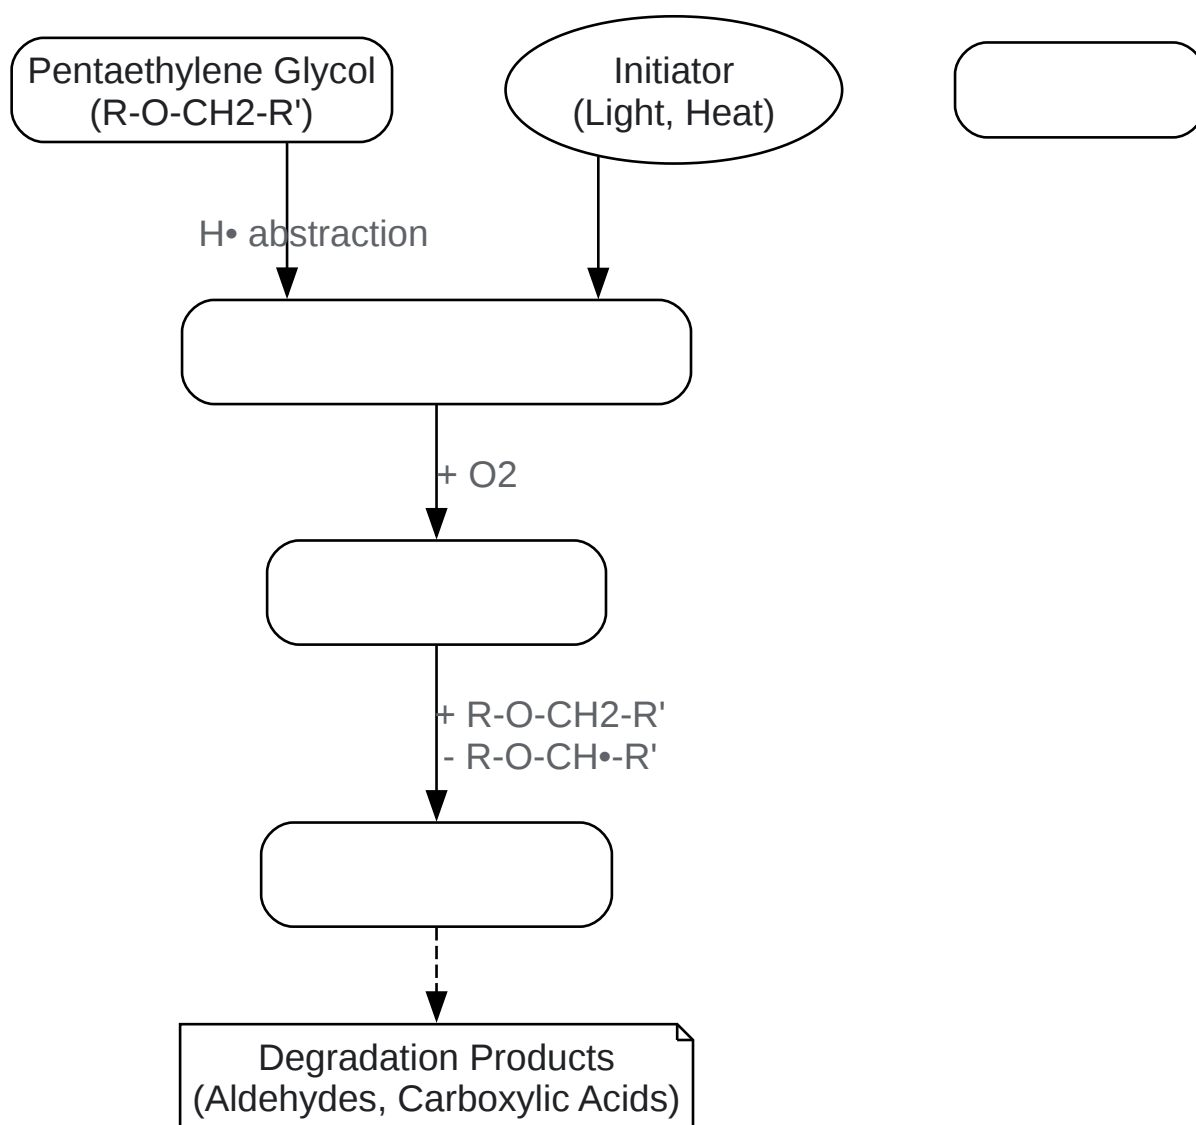 Pentaethylene Glycol
(R-O-CH2-R')
Initiator
(Light, Heat)
H• abstraction
+ O2
+ R-O-CH2-R'
- R-O-CH•-R'
Degradation Products
(Aldehydes, Carboxylic Acids)